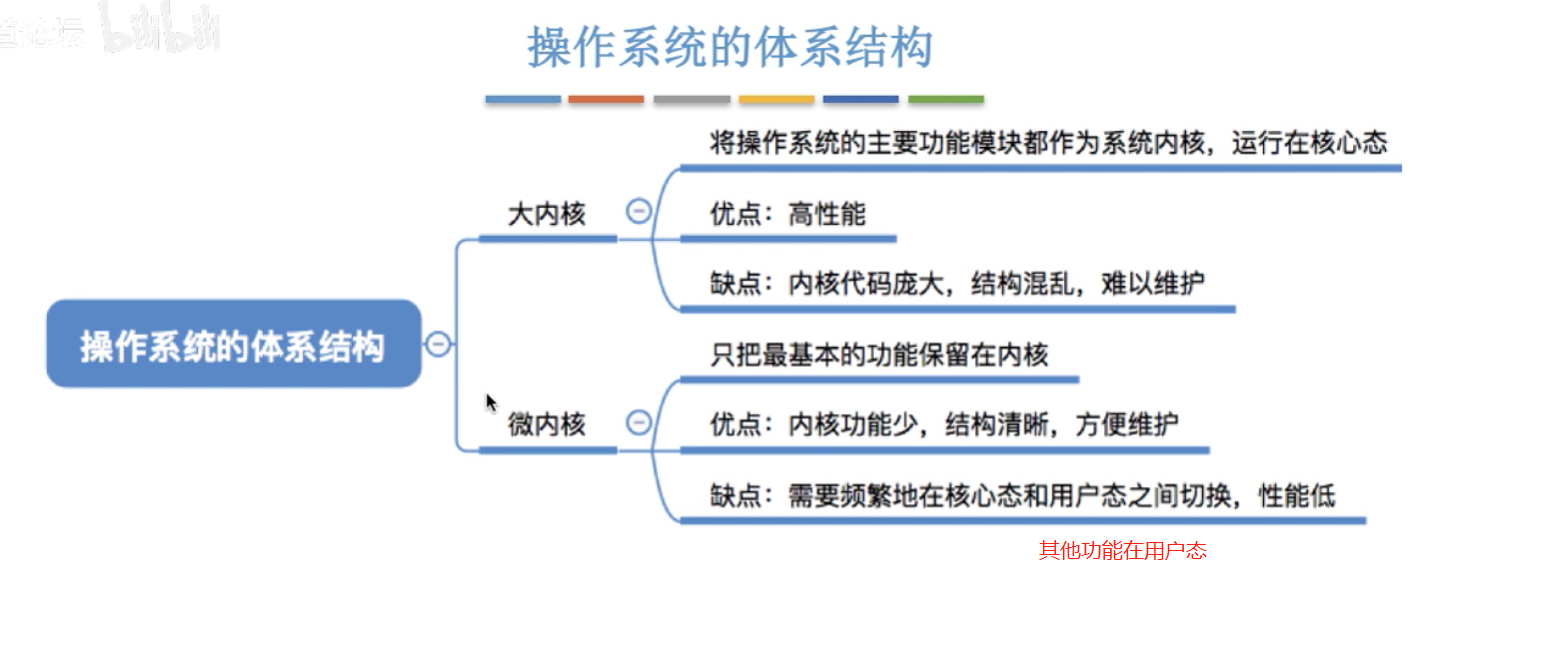 道论坛 bilibili
操作系统的体系结构
将操作系统的主要功能模块都作为系统内核，运行在核心态
大内核
优点：高性能
缺点：内核代码庞大，结构混乱，难以维护
操作系统的体系结构
只把最基本的功能保留在内核
微内核
优点：内核功能少，结构清晰，方便维护
缺点：需要频繁地在核心态和用户态之间切换，性能低
其他功能在用户态